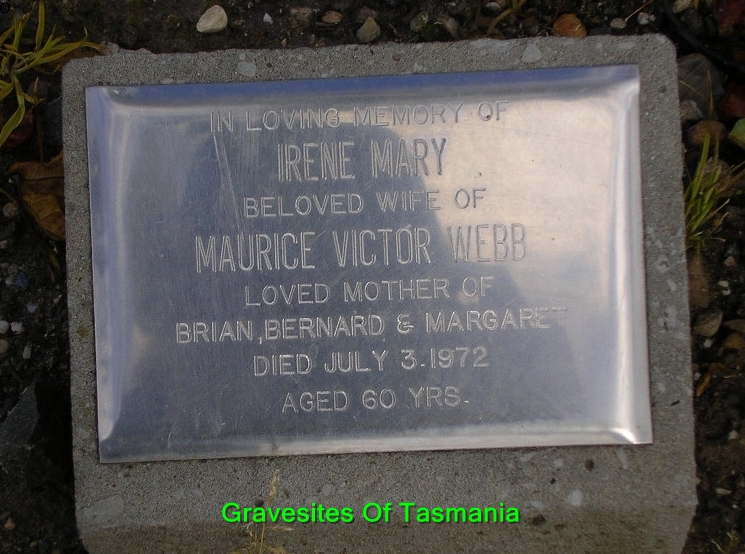 IN LOVING MEMORY OF
IRENE MARY
BELOVED WIFE OF
MAURICE VICTOR WEBB
LOVED MOTHER OF
BRIAN, BERNARD & MARGARET
DIED JULY 3. 1972
AGED 60 YRS.
Gravesites Of Tasmania